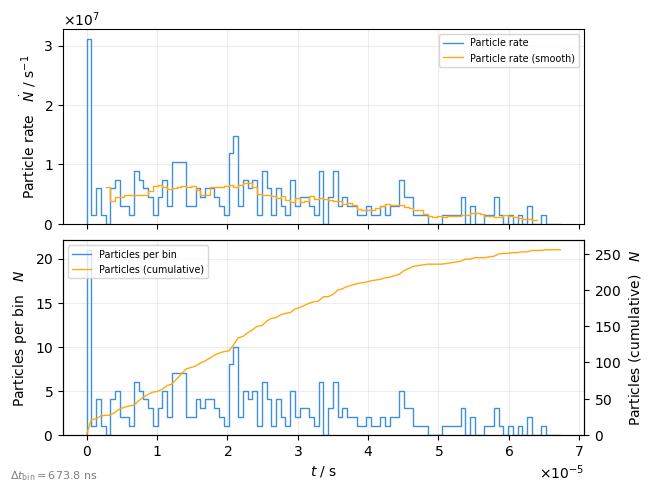 ×10⁷
3
2
1
0
Particle rate Ṅ / s⁻¹
Particle rate
Particle rate (smooth)
20
15
10
5
0
Particles per bin N
Particles per bin
Particles (cumulative)
250
200
150
100
50
0
Particles (cumulative) N
0 1 2 3 4 5 6 7
t / s
×10⁻⁵
Δt_bin = 673.8 ns